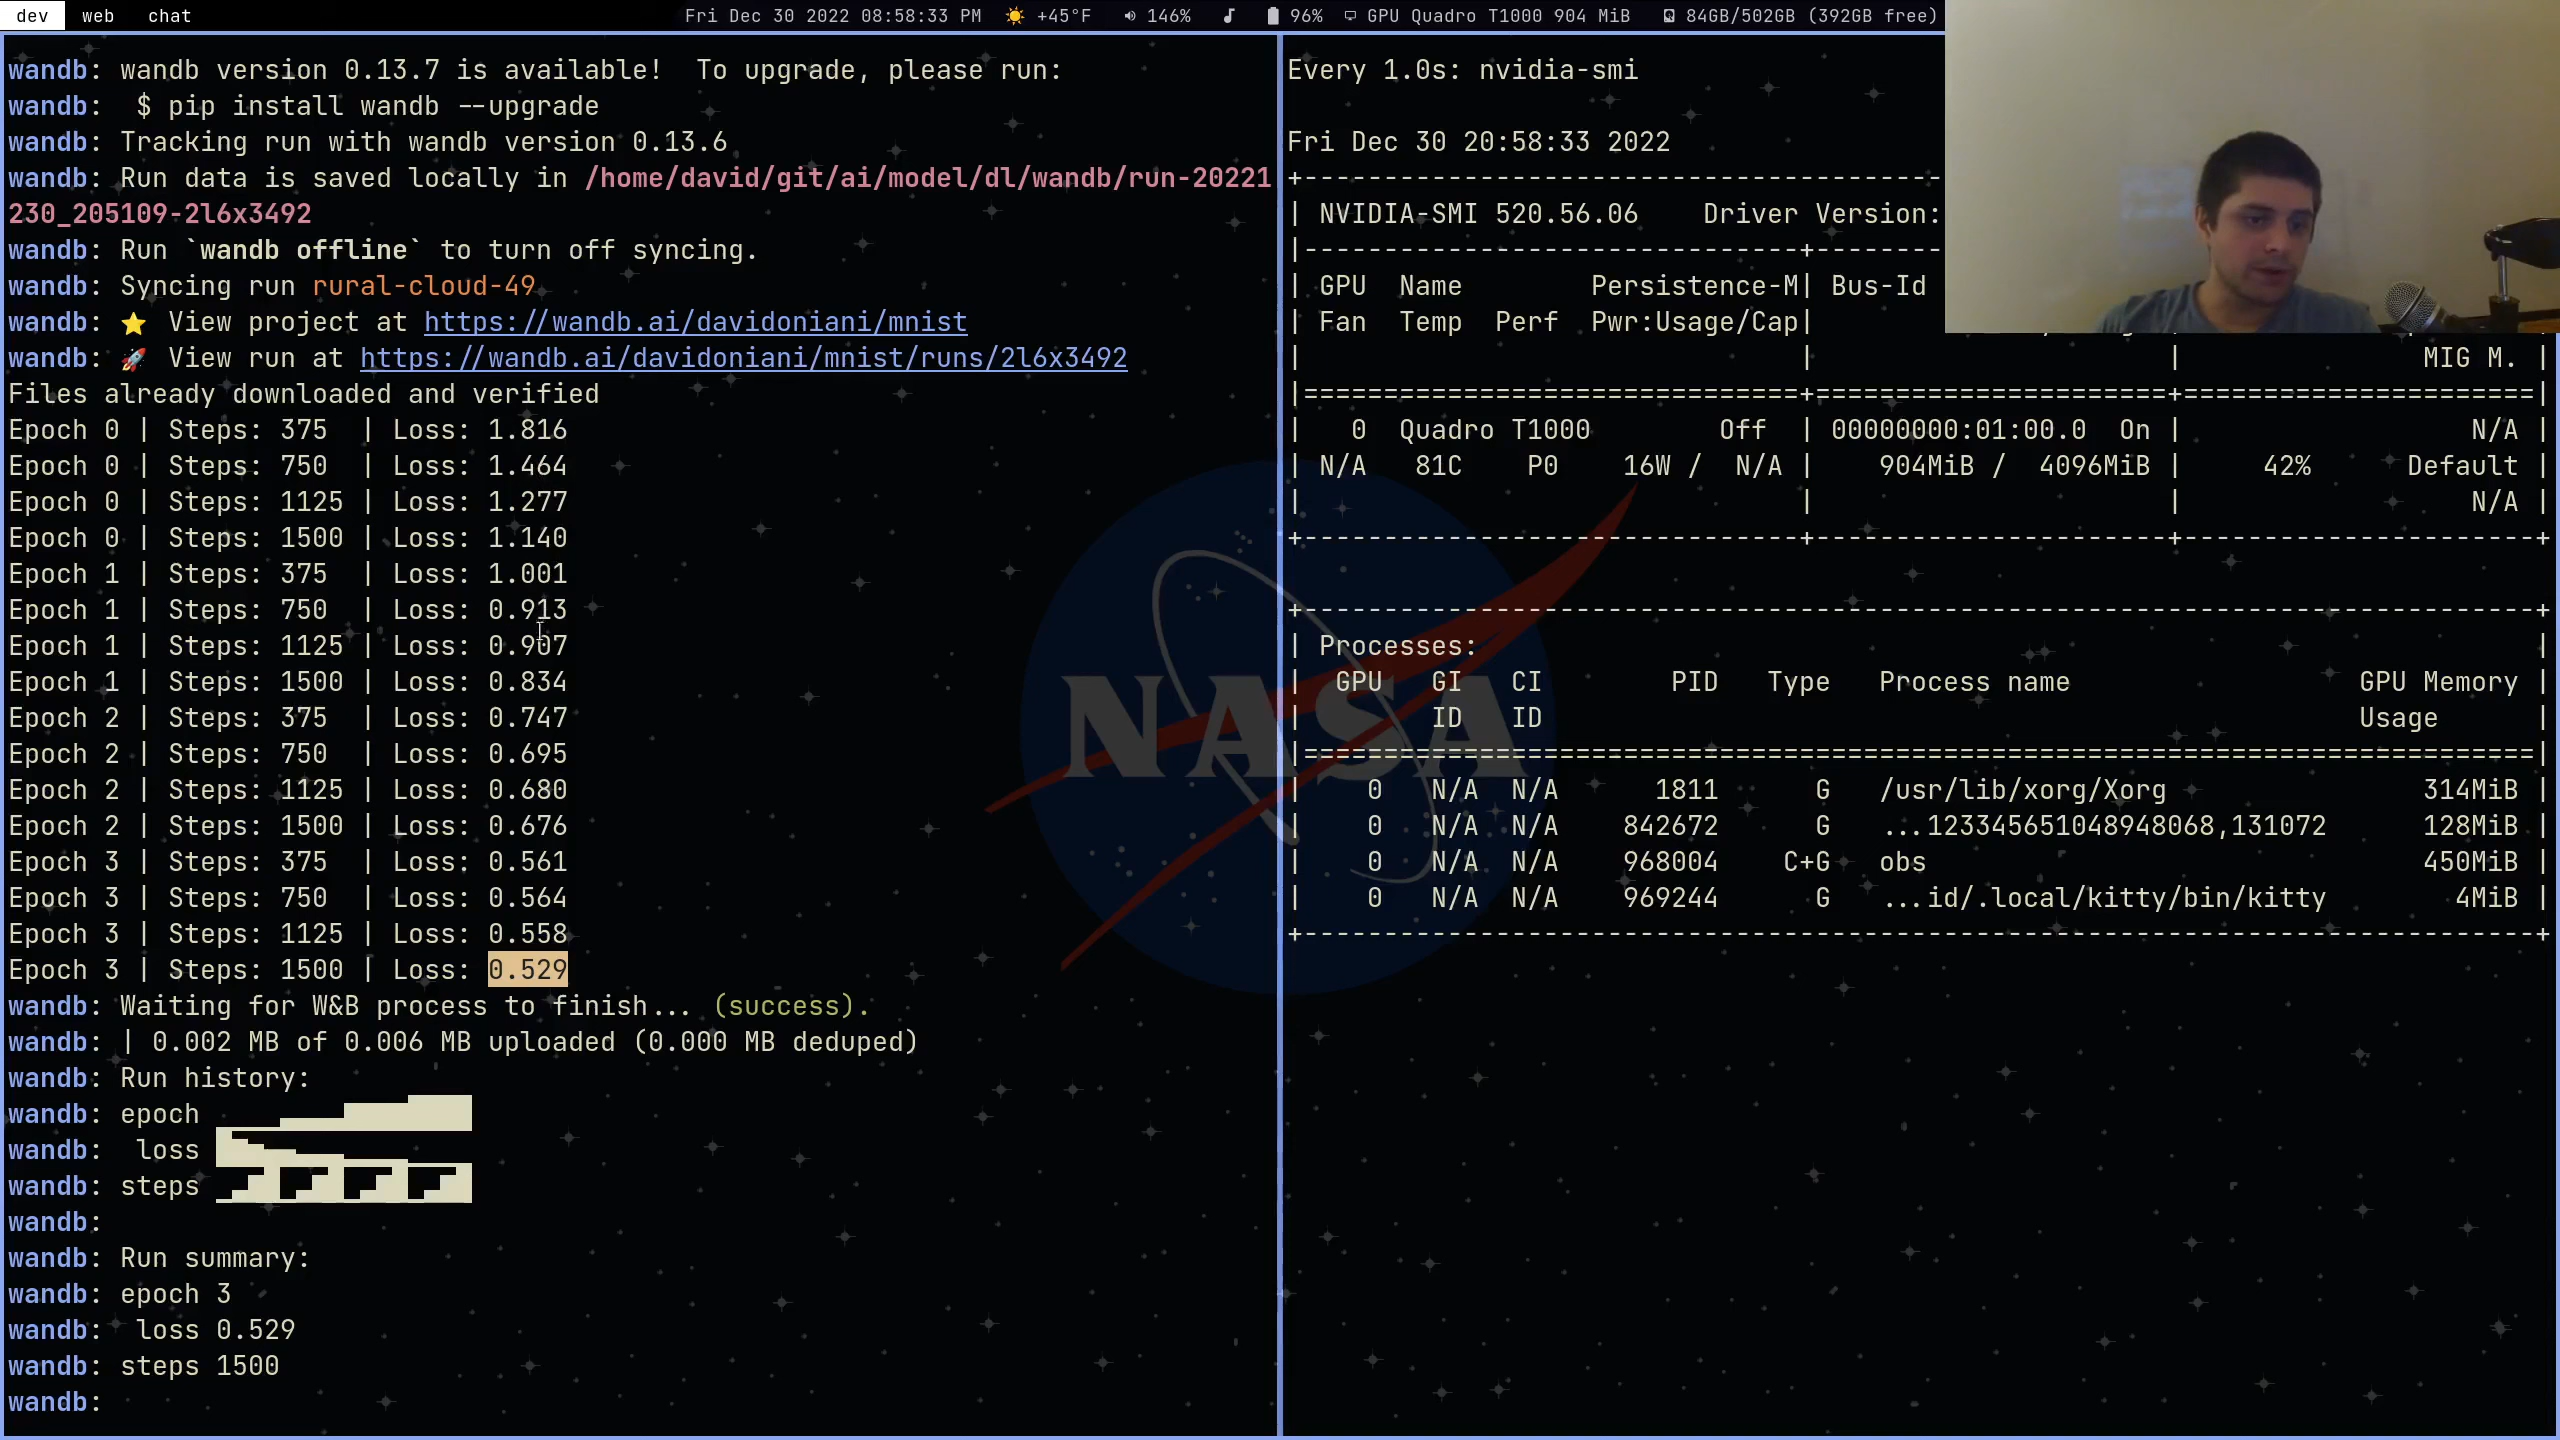 dev web chat
Fri Dec 30 2022 08:58:33 PM +45°F 146% 96% GPU Quadro T1000 904 MiB 84GB/502GB (392GB free)
wandb: wandb version 0.13.7 is available!  To upgrade, please run:
wandb:  $ pip install wandb --upgrade
wandb: Tracking run with wandb version 0.13.6
wandb: Run data is saved locally in /home/david/git/ai/model/dl/wandb/run-20221
230_205109-2l6x3492
wandb: Run `wandb offline` to turn off syncing.
wandb: Syncing run rural-cloud-49
wandb: ⭐ View project at https://wandb.ai/davidoniani/mnist
wandb: 🚀 View run at https://wandb.ai/davidoniani/mnist/runs/2l6x3492
Files already downloaded and verified
Epoch 0 | Steps: 375  | Loss: 1.816
Epoch 0 | Steps: 750  | Loss: 1.464
Epoch 0 | Steps: 1125 | Loss: 1.277
Epoch 0 | Steps: 1500 | Loss: 1.140
Epoch 1 | Steps: 375  | Loss: 1.001
Epoch 1 | Steps: 750  | Loss: 0.913
Epoch 1 | Steps: 1125 | Loss: 0.907
Epoch 1 | Steps: 1500 | Loss: 0.834
Epoch 2 | Steps: 375  | Loss: 0.747
Epoch 2 | Steps: 750  | Loss: 0.695
Epoch 2 | Steps: 1125 | Loss: 0.680
Epoch 2 | Steps: 1500 | Loss: 0.676
Epoch 3 | Steps: 375  | Loss: 0.561
Epoch 3 | Steps: 750  | Loss: 0.564
Epoch 3 | Steps: 1125 | Loss: 0.558
Epoch 3 | Steps: 1500 | Loss: 0.529
wandb: Waiting for W&B process to finish... (success).
wandb: | 0.002 MB of 0.006 MB uploaded (0.000 MB deduped)
wandb: Run history:
wandb: epoch
wandb:  loss
wandb: steps
wandb:
wandb: Run summary:
wandb: epoch 3
wandb:  loss 0.529
wandb: steps 1500
wandb:
Every 1.0s: nvidia-smi
Fri Dec 30 20:58:33 2022
| NVIDIA-SMI 520.56.06    Driver Version:
| GPU  Name        Persistence-M| Bus-Id
| Fan  Temp  Perf  Pwr:Usage/Cap|
| | | MIG M. |
|   0  Quadro T1000        Off  | 00000000:01:00.0  On |                  N/A |
| N/A   81C    P0    16W /  N/A |    904MiB /  4096MiB |     42%      Default |
| | | N/A |
| Processes: |
|  GPU   GI   CI        PID   Type   Process name                  GPU Memory |
|        ID   ID                                                   Usage      |
|    0   N/A  N/A      1811      G   /usr/lib/xorg/Xorg                314MiB |
|    0   N/A  N/A    842672      G   ...123345651048948068,131072      128MiB |
|    0   N/A  N/A    968004    C+G   obs                               450MiB |
|    0   N/A  N/A    969244      G   ...id/.local/kitty/bin/kitty        4MiB |
NASA